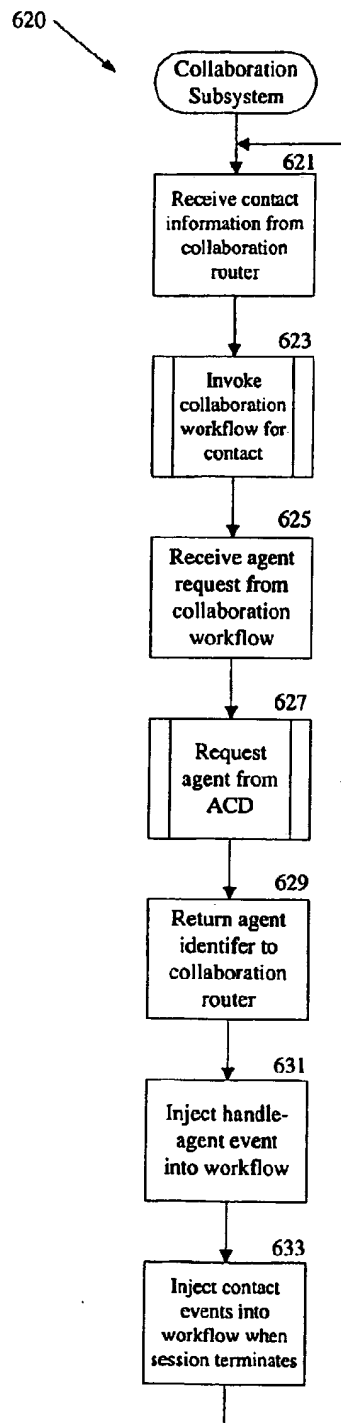 620
Collaboration
Subsystem
621
Receive contact
information from
collaboration
router
623
Invoke
collaboration
workflow for
contact
625
Receive agent
request from
collaboration
workflow
627
Request
agent from
ACD
629
Return agent
identifer to
collaboration
router
631
Inject handle-
agent event
into workflow
633
Inject contact
events into
workflow when
session terminates